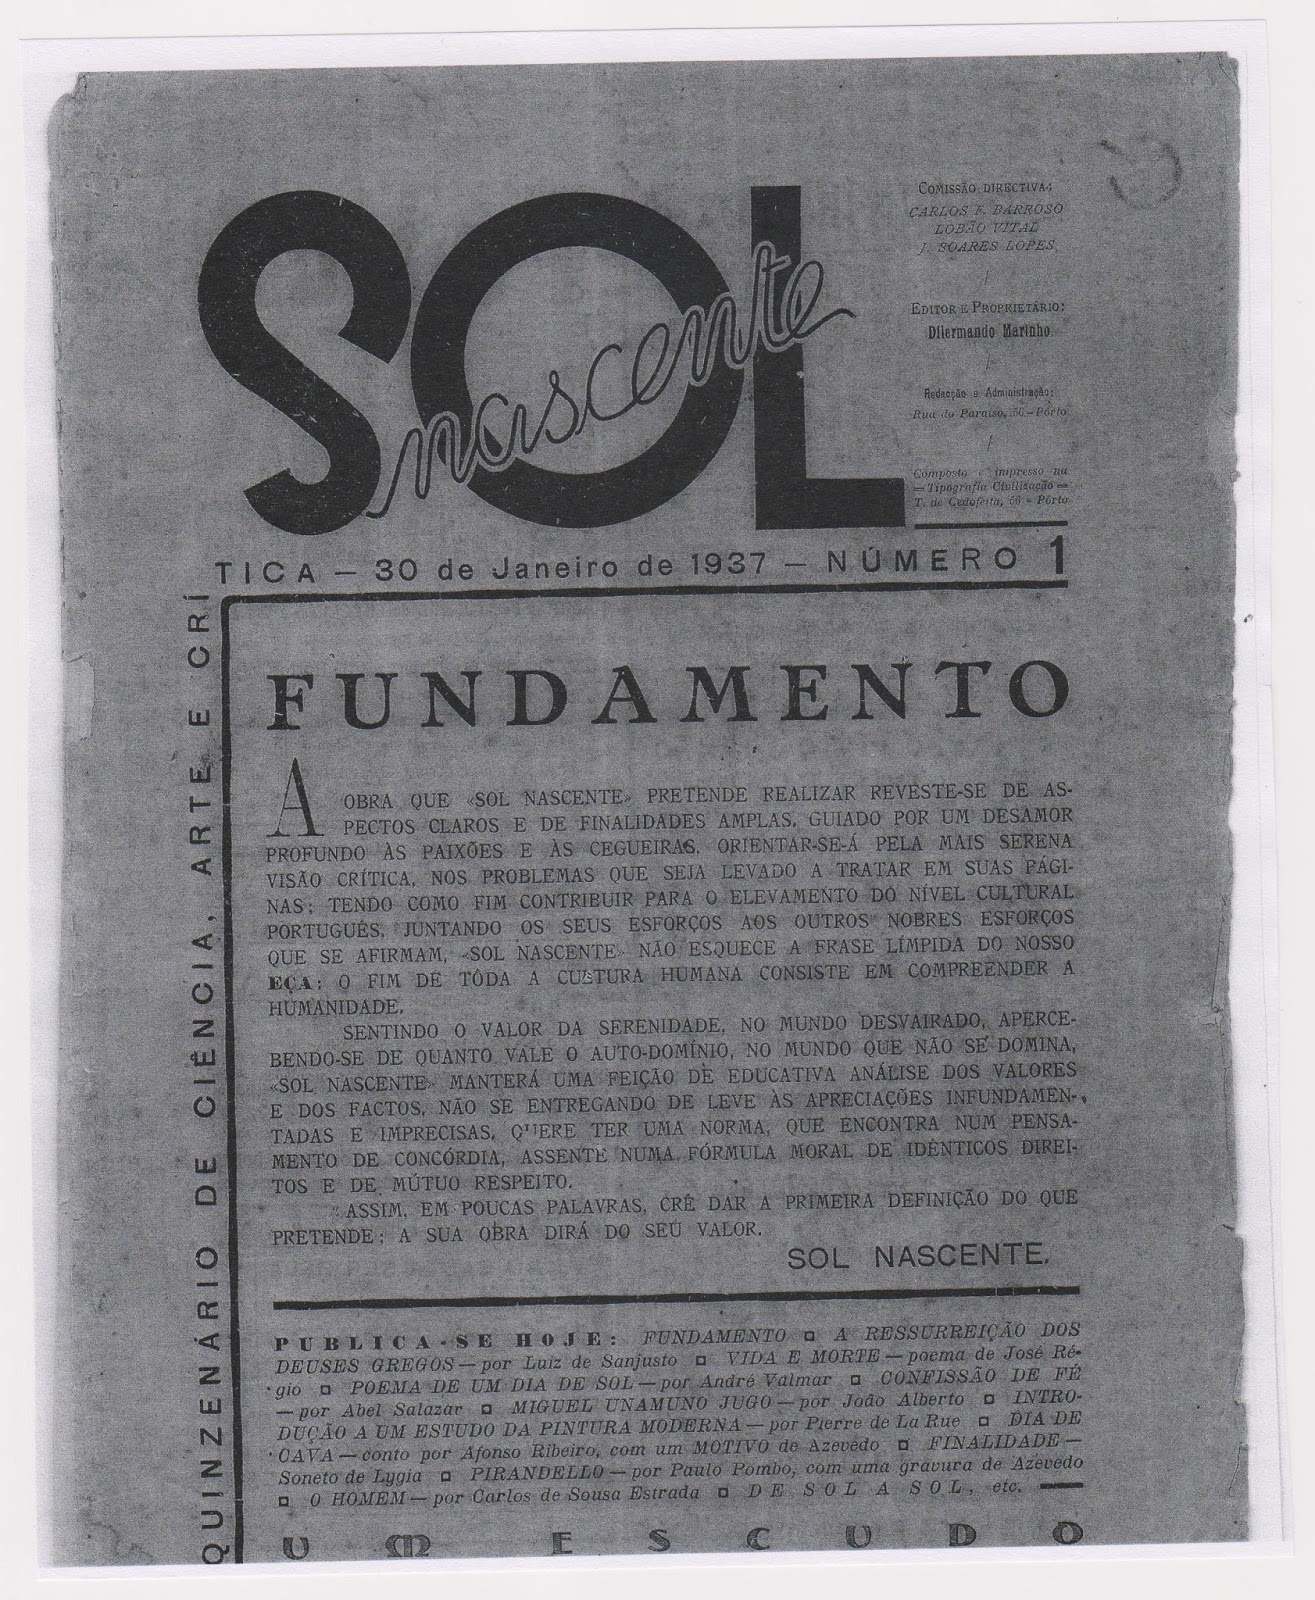 SOL
nascente
COMISSÃO DIRECTIVA:
CARLOS F. BARROSO
LOBÃO VITAL
J. SOARES LOPES
EDITOR E PROPRIETÁRIO:
Dilermando Marinho
Redacção e Administração:
Rua do Paraíso, 56 - Pôrto
Composto e impresso na
— Tipografia Civilização —
T. de Cedofeita, 56 - Pôrto
QUINZENÁRIO DE CIÊNCIA, ARTE E CRÍ
TICA — 30 de Janeiro de 1937 — NÚMERO 1
FUNDAMENTO
A OBRA QUE «SOL NASCENTE» PRETENDE REALIZAR REVESTE-SE DE AS-
PECTOS CLAROS E DE FINALIDADES AMPLAS. GUIADO POR UM DESAMOR
PROFUNDO ÀS PAIXÕES E ÀS CEGUEIRAS, ORIENTAR-SE-Á PELA MAIS SERENA
VISÃO CRÍTICA, NOS PROBLEMAS QUE SEJA LEVADO A TRATAR EM SUAS PÁGI-
NAS; TENDO COMO FIM CONTRIBUIR PARA O ELEVAMENTO DO NÍVEL CULTURAL
PORTUGUÊS, JUNTANDO OS SEUS ESFORÇOS AOS OUTROS NOBRES ESFORÇOS
QUE SE AFIRMAM, «SOL NASCENTE» NÃO ESQUECE A FRASE LÍMPIDA DO NOSSO
EÇA: O FIM DE TÔDA A CULTURA HUMANA CONSISTE EM COMPREENDER A
HUMANIDADE.
SENTINDO O VALOR DA SERENIDADE, NO MUNDO DESVAIRADO, APERCE-
BENDO-SE DE QUANTO VALE O AUTO-DOMÍNIO, NO MUNDO QUE NÃO SE DOMINA,
«SOL NASCENTE» MANTERÁ UMA FEIÇÃO DE EDUCATIVA ANÁLISE DOS VALORES
E DOS FACTOS, NÃO SE ENTREGANDO DE LEVE ÀS APRECIAÇÕES INFUNDAMEN-
TADAS E IMPRECISAS. QUERE TER UMA NORMA, QUE ENCONTRA NUM PENSA-
MENTO DE CONCÓRDIA, ASSENTE NUMA FÓRMULA MORAL DE IDÊNTICOS DIREI-
TOS E DE MÚTUO RESPEITO.
ASSIM, EM POUCAS PALAVRAS, CRÊ DAR A PRIMEIRA DEFINIÇÃO DO QUE
PRETENDE; A SUA OBRA DIRÁ DO SEU VALOR.
SOL NASCENTE.
PUBLICA-SE HOJE: FUNDAMENTO ◘ A RESSURREIÇÃO DOS
DEUSES GREGOS — por Luiz de Sanjusto ◘ VIDA E MORTE — poema de José Ré-
gio ◘ POEMA DE UM DIA DE SOL — por André Valmar ◘ CONFISSÃO DE FÉ
— por Abel Salazar ◘ MIGUEL UNAMUNO JUGO — por João Alberto ◘ INTRO-
DUÇÃO A UM ESTUDO DA PINTURA MODERNA — por Pierre de La Rue ◘ DIA DE
CAVA — conto por Afonso Ribeiro, com um MOTIVO de Azevêdo ◘ FINALIDADE —
Soneto de Lygia ◘ PIRANDELLO — por Paulo Pombo, com uma gravura de Azevêdo
◘ O HOMEM — por Carlos de Sousa Estrada ◘ DE SOL A SOL, etc.
UM ESCUDO